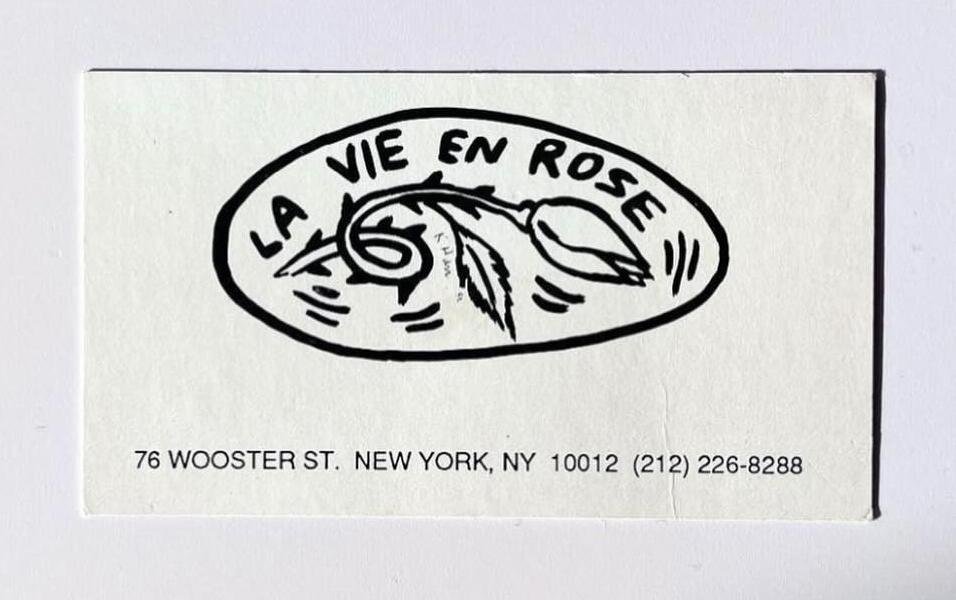 LA VIE EN ROSE
76 WOOSTER ST. NEW YORK, NY 10012 (212) 226-8288